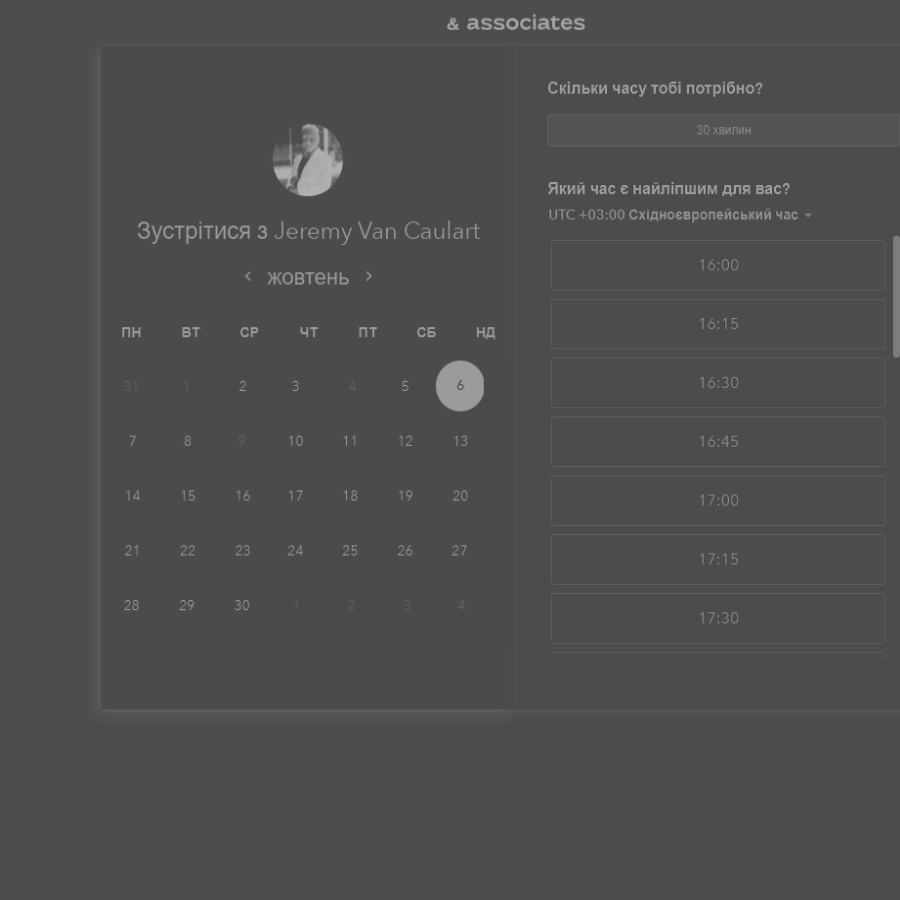 & associates
Зустрітися з Jeremy Van Caulart
жовтень
ПН ВТ СР ЧТ ПТ СБ НД
31 1 2 3 4 5 6
7 8 9 10 11 12 13
14 15 16 17 18 19 20
21 22 23 24 25 26 27
28 29 30 1 2 3 4
Скільки часу тобі потрібно?
30 хвилин
Який час є найліпшим для вас?
UTC +03:00 Східноєвропейський час
16:00
16:15
16:30
16:45
17:00
17:15
17:30